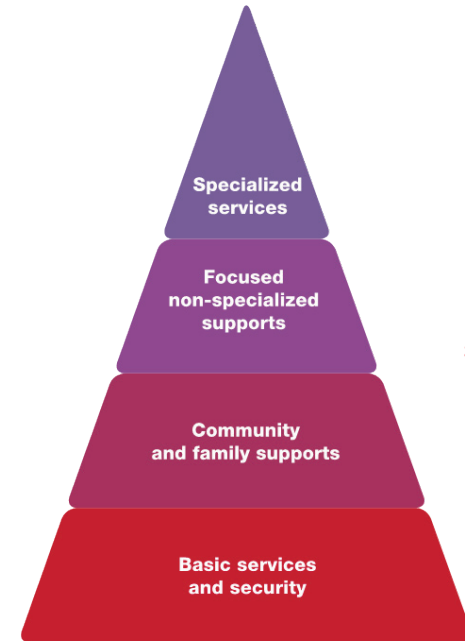 Specialized
services
Focused
non-specialized
supports
Community
and family supports
Basic services
and security